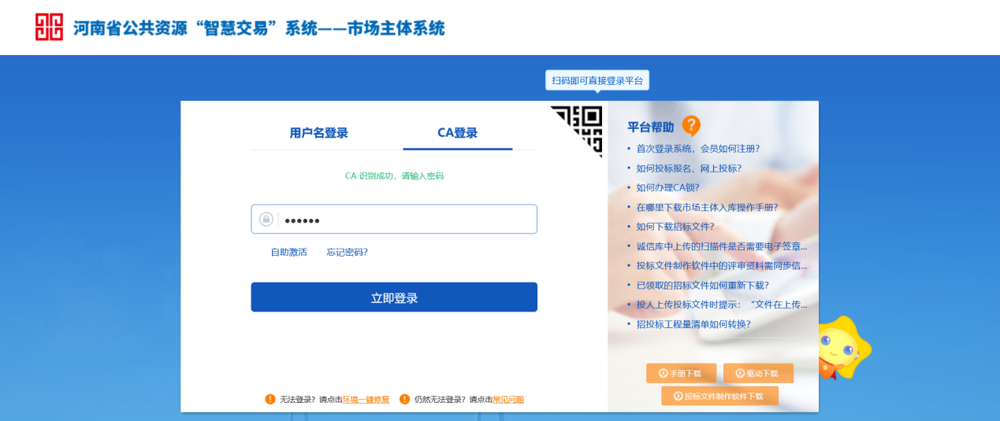 河南省公共资源“智慧交易”系统——市场主体系统
扫码即可直接登录平台
用户名登录
CA登录
CA 识别成功，请输入密码
••••••
自助激活
忘记密码?
立即登录
无法登录？请点击环境一键修复
仍然无法登录？请点击常见问题
平台帮助
• 首次登录系统，会员如何注册?
• 如何投标报名、网上投标?
• 如何办理CA锁?
• 在哪里下载市场主体入库操作手册?
• 如何下载招标文件?
• 诚信库中上传的扫描件是否需要电子签章...
• 投标文件制作软件中的评审资料需同步信...
• 已领取的招标文件如何重新下载?
• 投人上传投标文件时提示：“文件在上传...
• 招投标工程量清单如何转换?
手册下载
驱动下载
投标文件制作软件下载